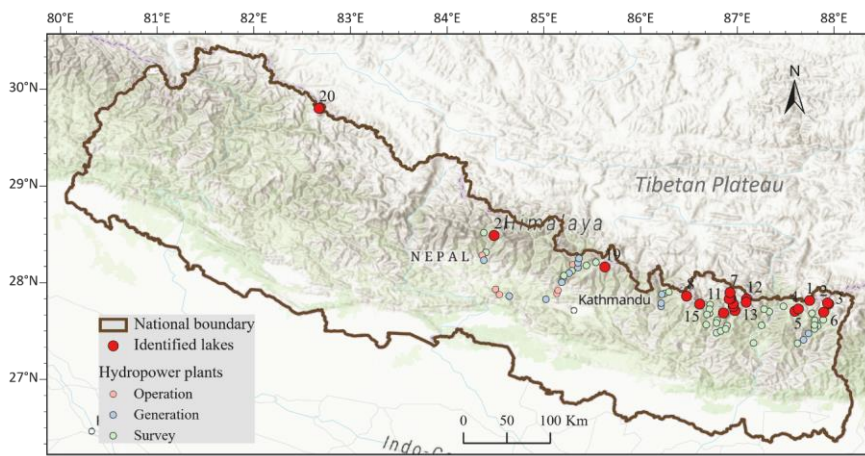 80°E 81°E 82°E 83°E 84°E 85°E 86°E 87°E 88°E
30°N
29°N
28°N
27°N
N
20
Tibetan Plateau
21
Himalaya
NEPAL
19
Kathmandu
8
7
12
11
15
13
1
2
3
5
6
National boundary
Identified lakes
Hydropower plants
Operation
Generation
Survey
0 50 100 Km